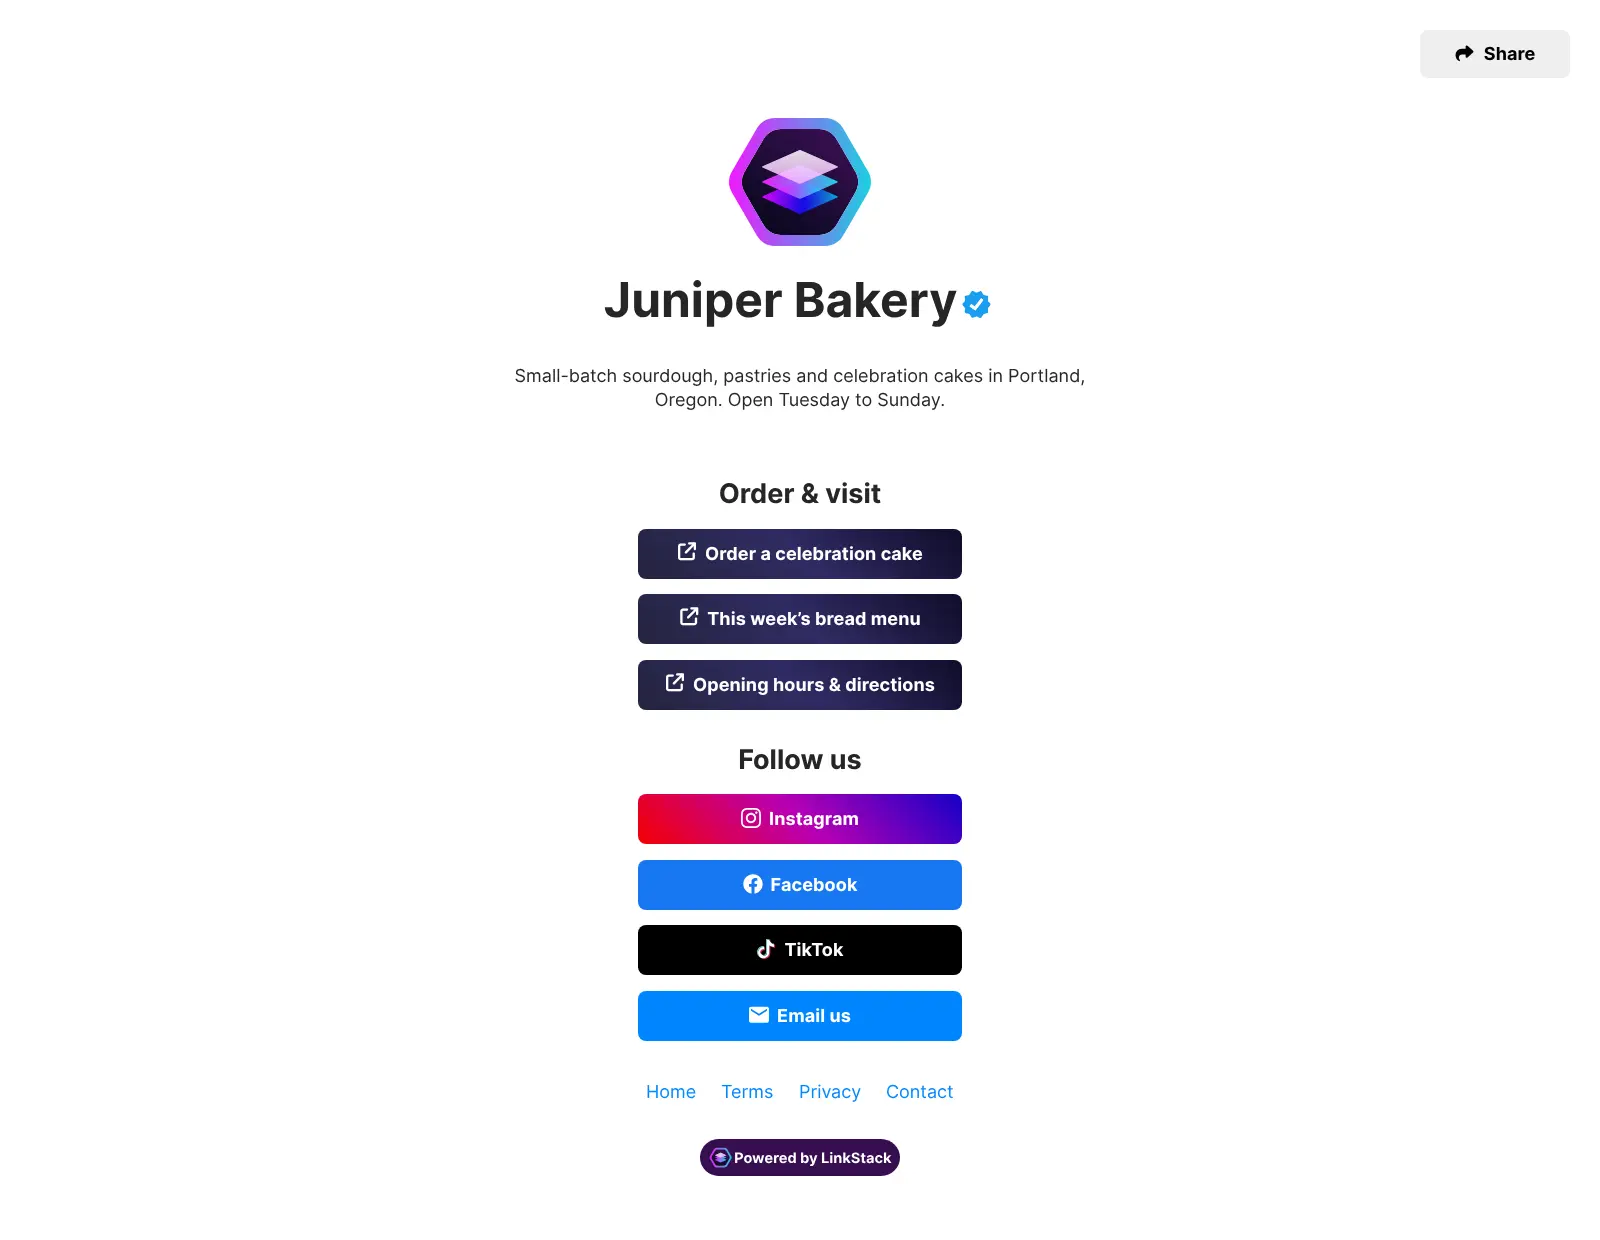 Share
Juniper Bakery
Small-batch sourdough, pastries and celebration cakes in Portland,
Oregon. Open Tuesday to Sunday.
Order & visit
Order a celebration cake
This week’s bread menu
Opening hours & directions
Follow us
Instagram
Facebook
TikTok
Email us
Home Terms Privacy Contact
Powered by LinkStack